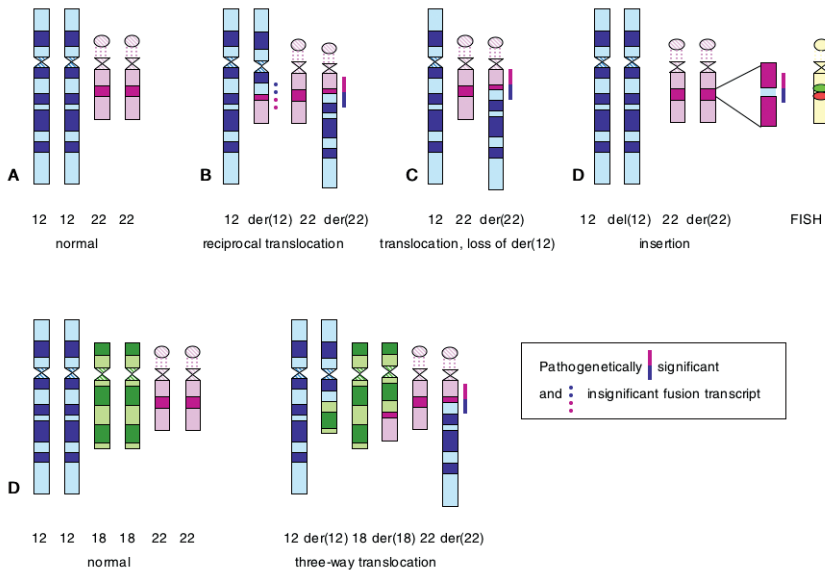 A
B
C
D
12 12 22 22
12 der(12) 22 der(22)
12 22 der(22)
12 del(12) 22 der(22)
FISH
normal
reciprocal translocation
translocation, loss of der(12)
insertion
Pathogenetically significant
and insignificant fusion transcript
D
12 12 18 18 22 22
12 der(12) 18 der(18) 22 der(22)
normal
three-way translocation